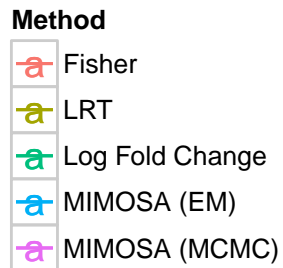 Method
a Fisher
a LRT
a Log Fold Change
a MIMOSA (EM)
a MIMOSA (MCMC)